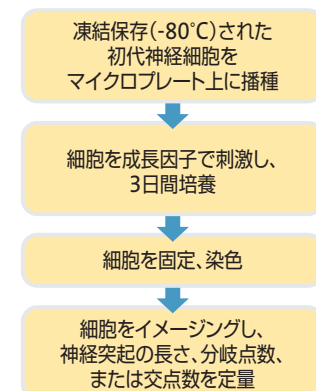 凍結保存（-80℃）された
初代神経細胞を
マイクロプレート上に播種
細胞を成長因子で刺激し、
3日間培養
細胞を固定、染色
細胞をイメージングし、
神経突起の長さ、分岐点数、
または交点数を定量